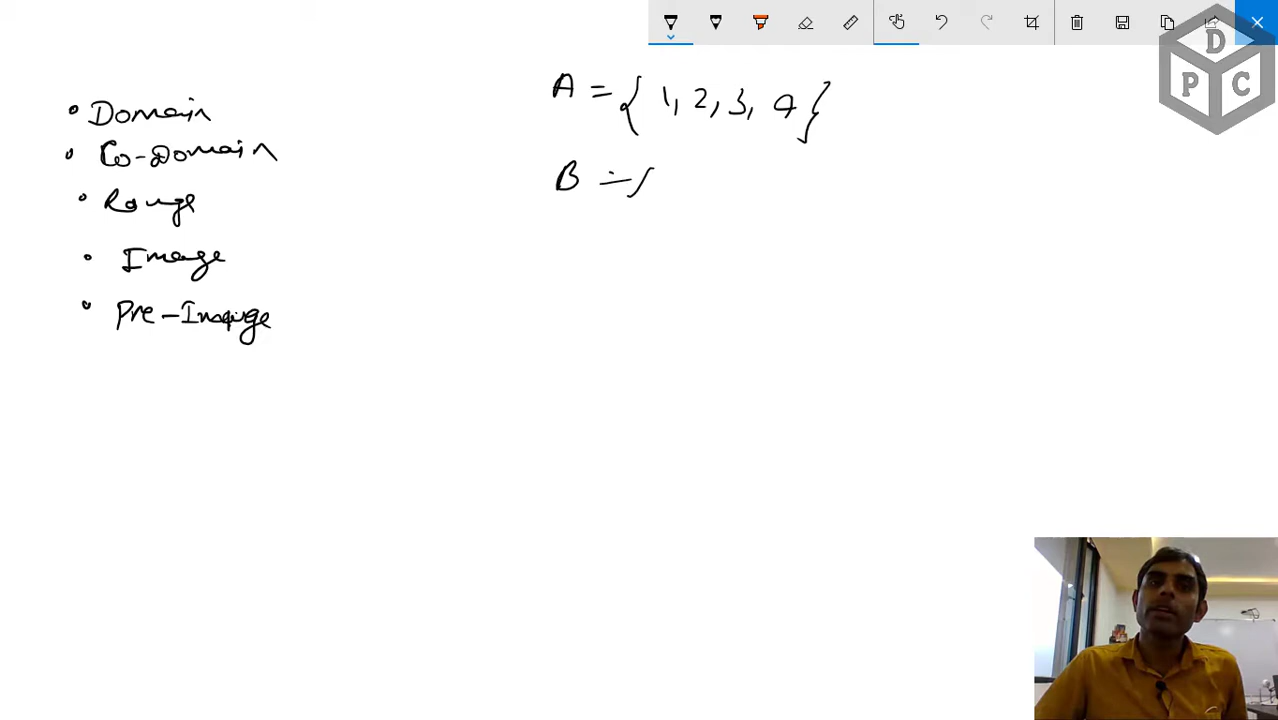 • Domain
• Co-Domain
• Range
• Image
• Pre-Image
A = { 1, 2, 3, 4 }
B = {
D
P C